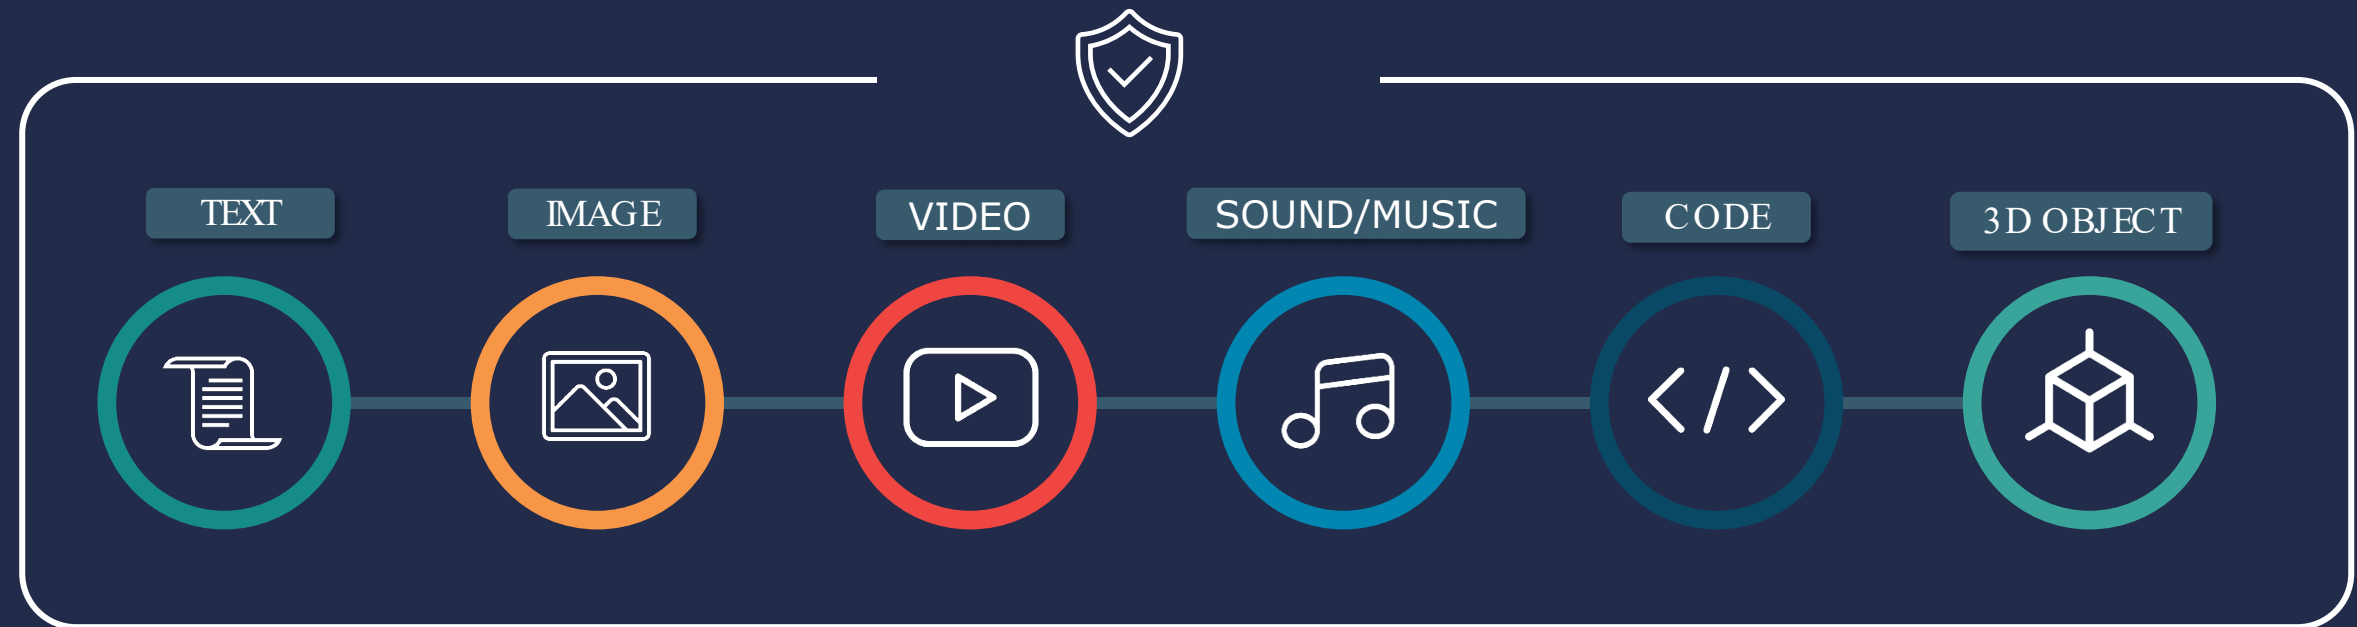 TEXT
IMAGE
VIDEO
SOUND/MUSIC
CODE
3D OBJECT